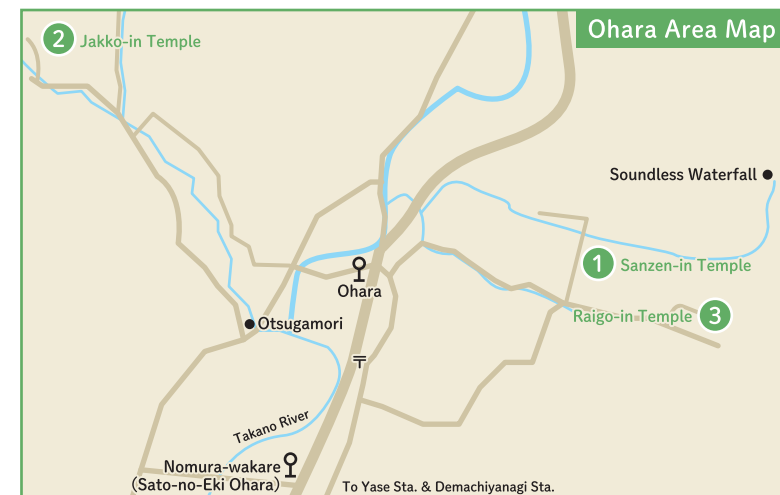 Ohara Area Map
2 Jakko-in Temple
Soundless Waterfall
1 Sanzen-in Temple
Ohara
Raigo-in Temple 3
Otsugamori
〒
Takano River
Nomura-wakare
(Sato-no-Eki Ohara)
To Yase Sta. & Demachiyanagi Sta.